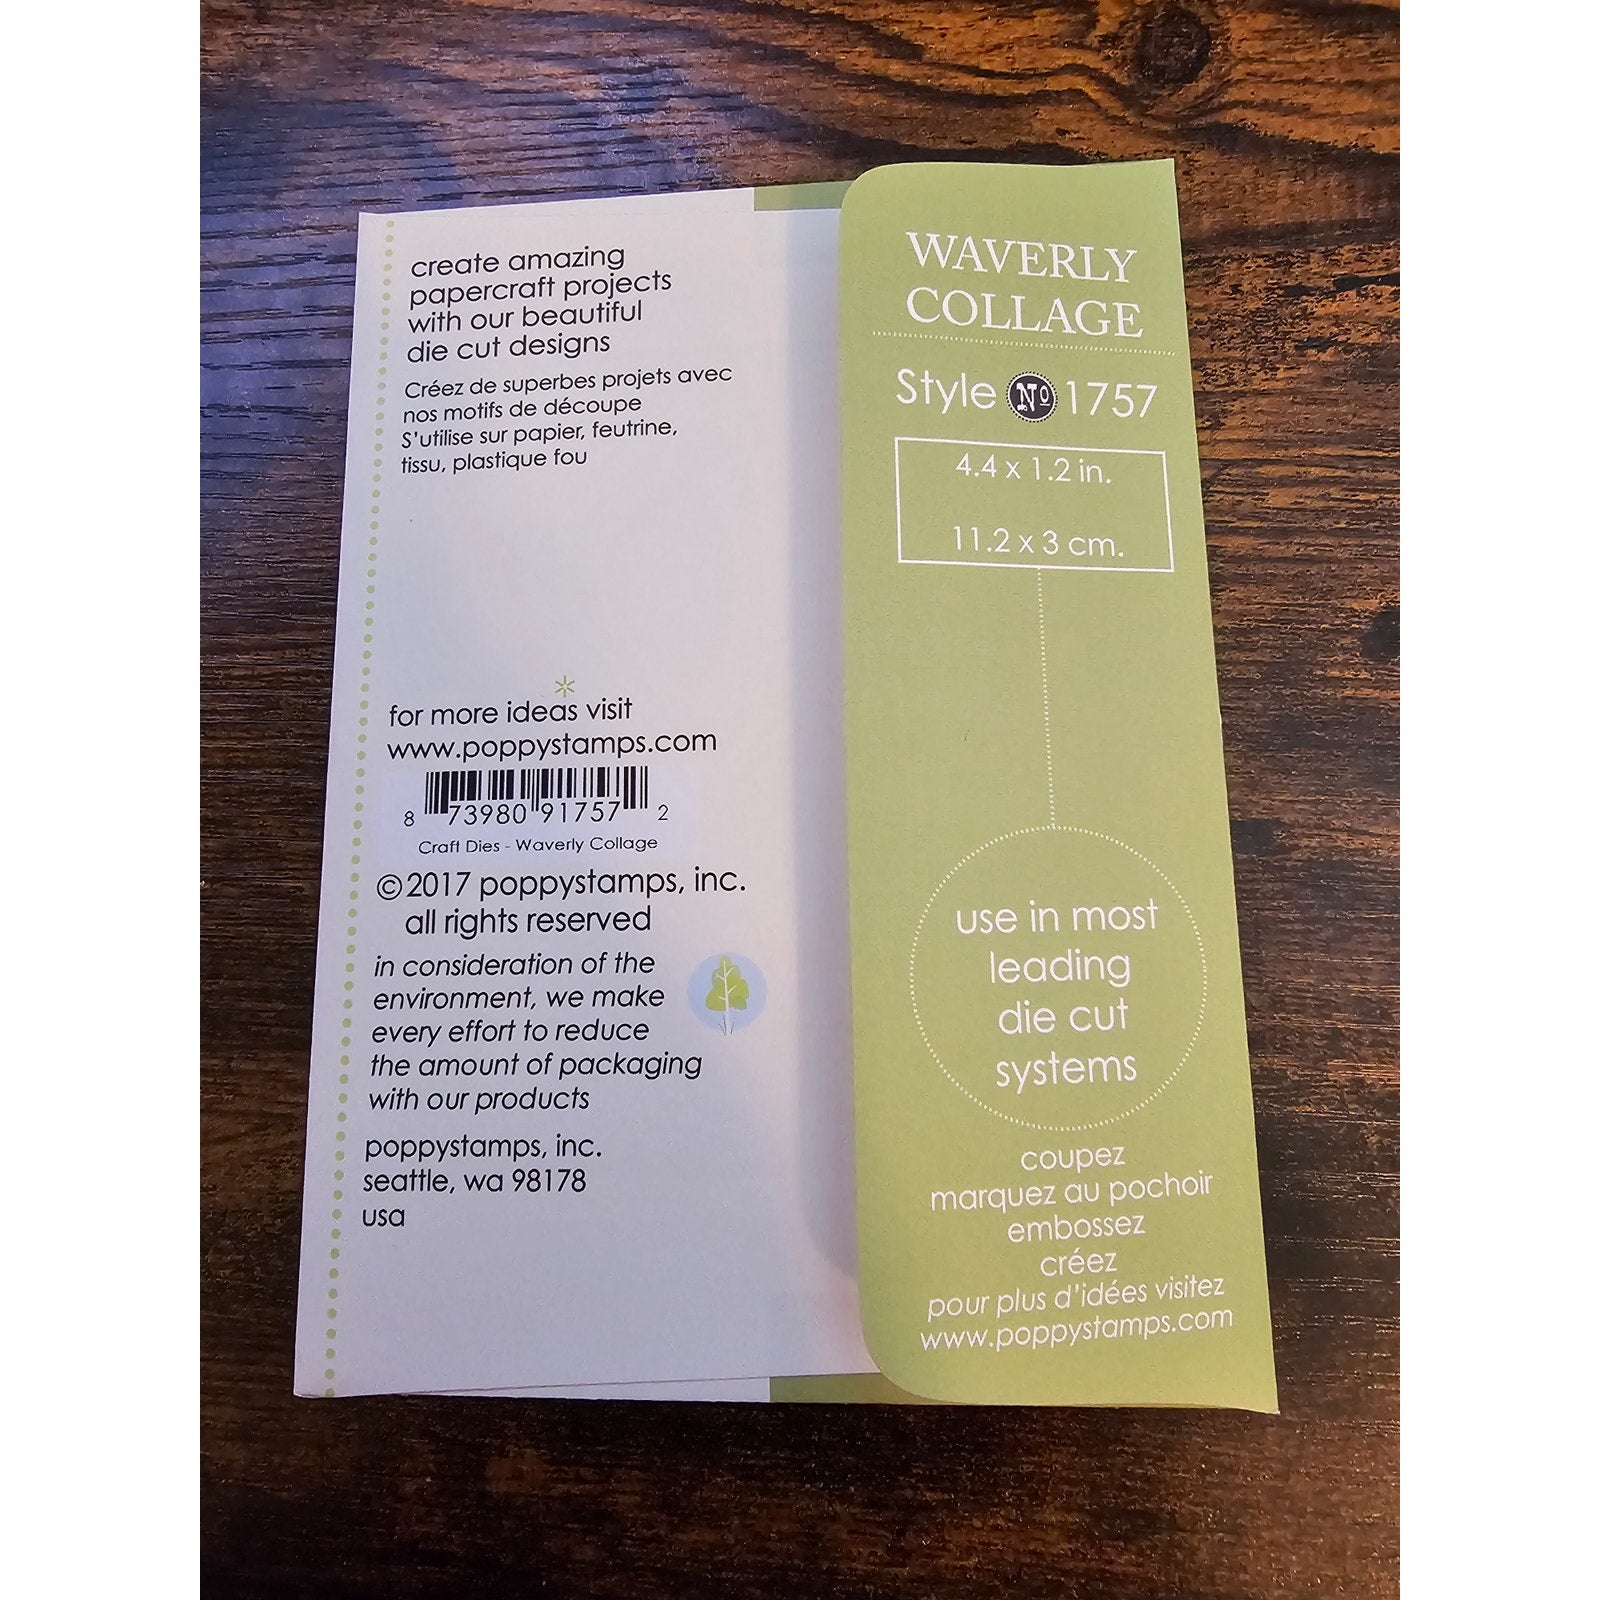 create amazing
papercraft projects
with our beautiful
die cut designs
Créez de superbes projets avec
nos motifs de découpe
S'utilise sur papier, feutrine,
tissu, plastique fou
for more ideas visit
www.poppystamps.com
8 73980 91757 2
Craft Dies - Waverly Collage
©2017 poppystamps, inc.
all rights reserved
in consideration of the
environment, we make
every effort to reduce
the amount of packaging
with our products
poppystamps, inc.
seattle, wa 98178
usa
WAVERLY
COLLAGE
Style No 1757
4.4 x 1.2 in.
11.2 x 3 cm.
use in most
leading
die cut
systems
coupez
marquez au pochoir
embossez
créez
pour plus d'idées visitez
www.poppystamps.com